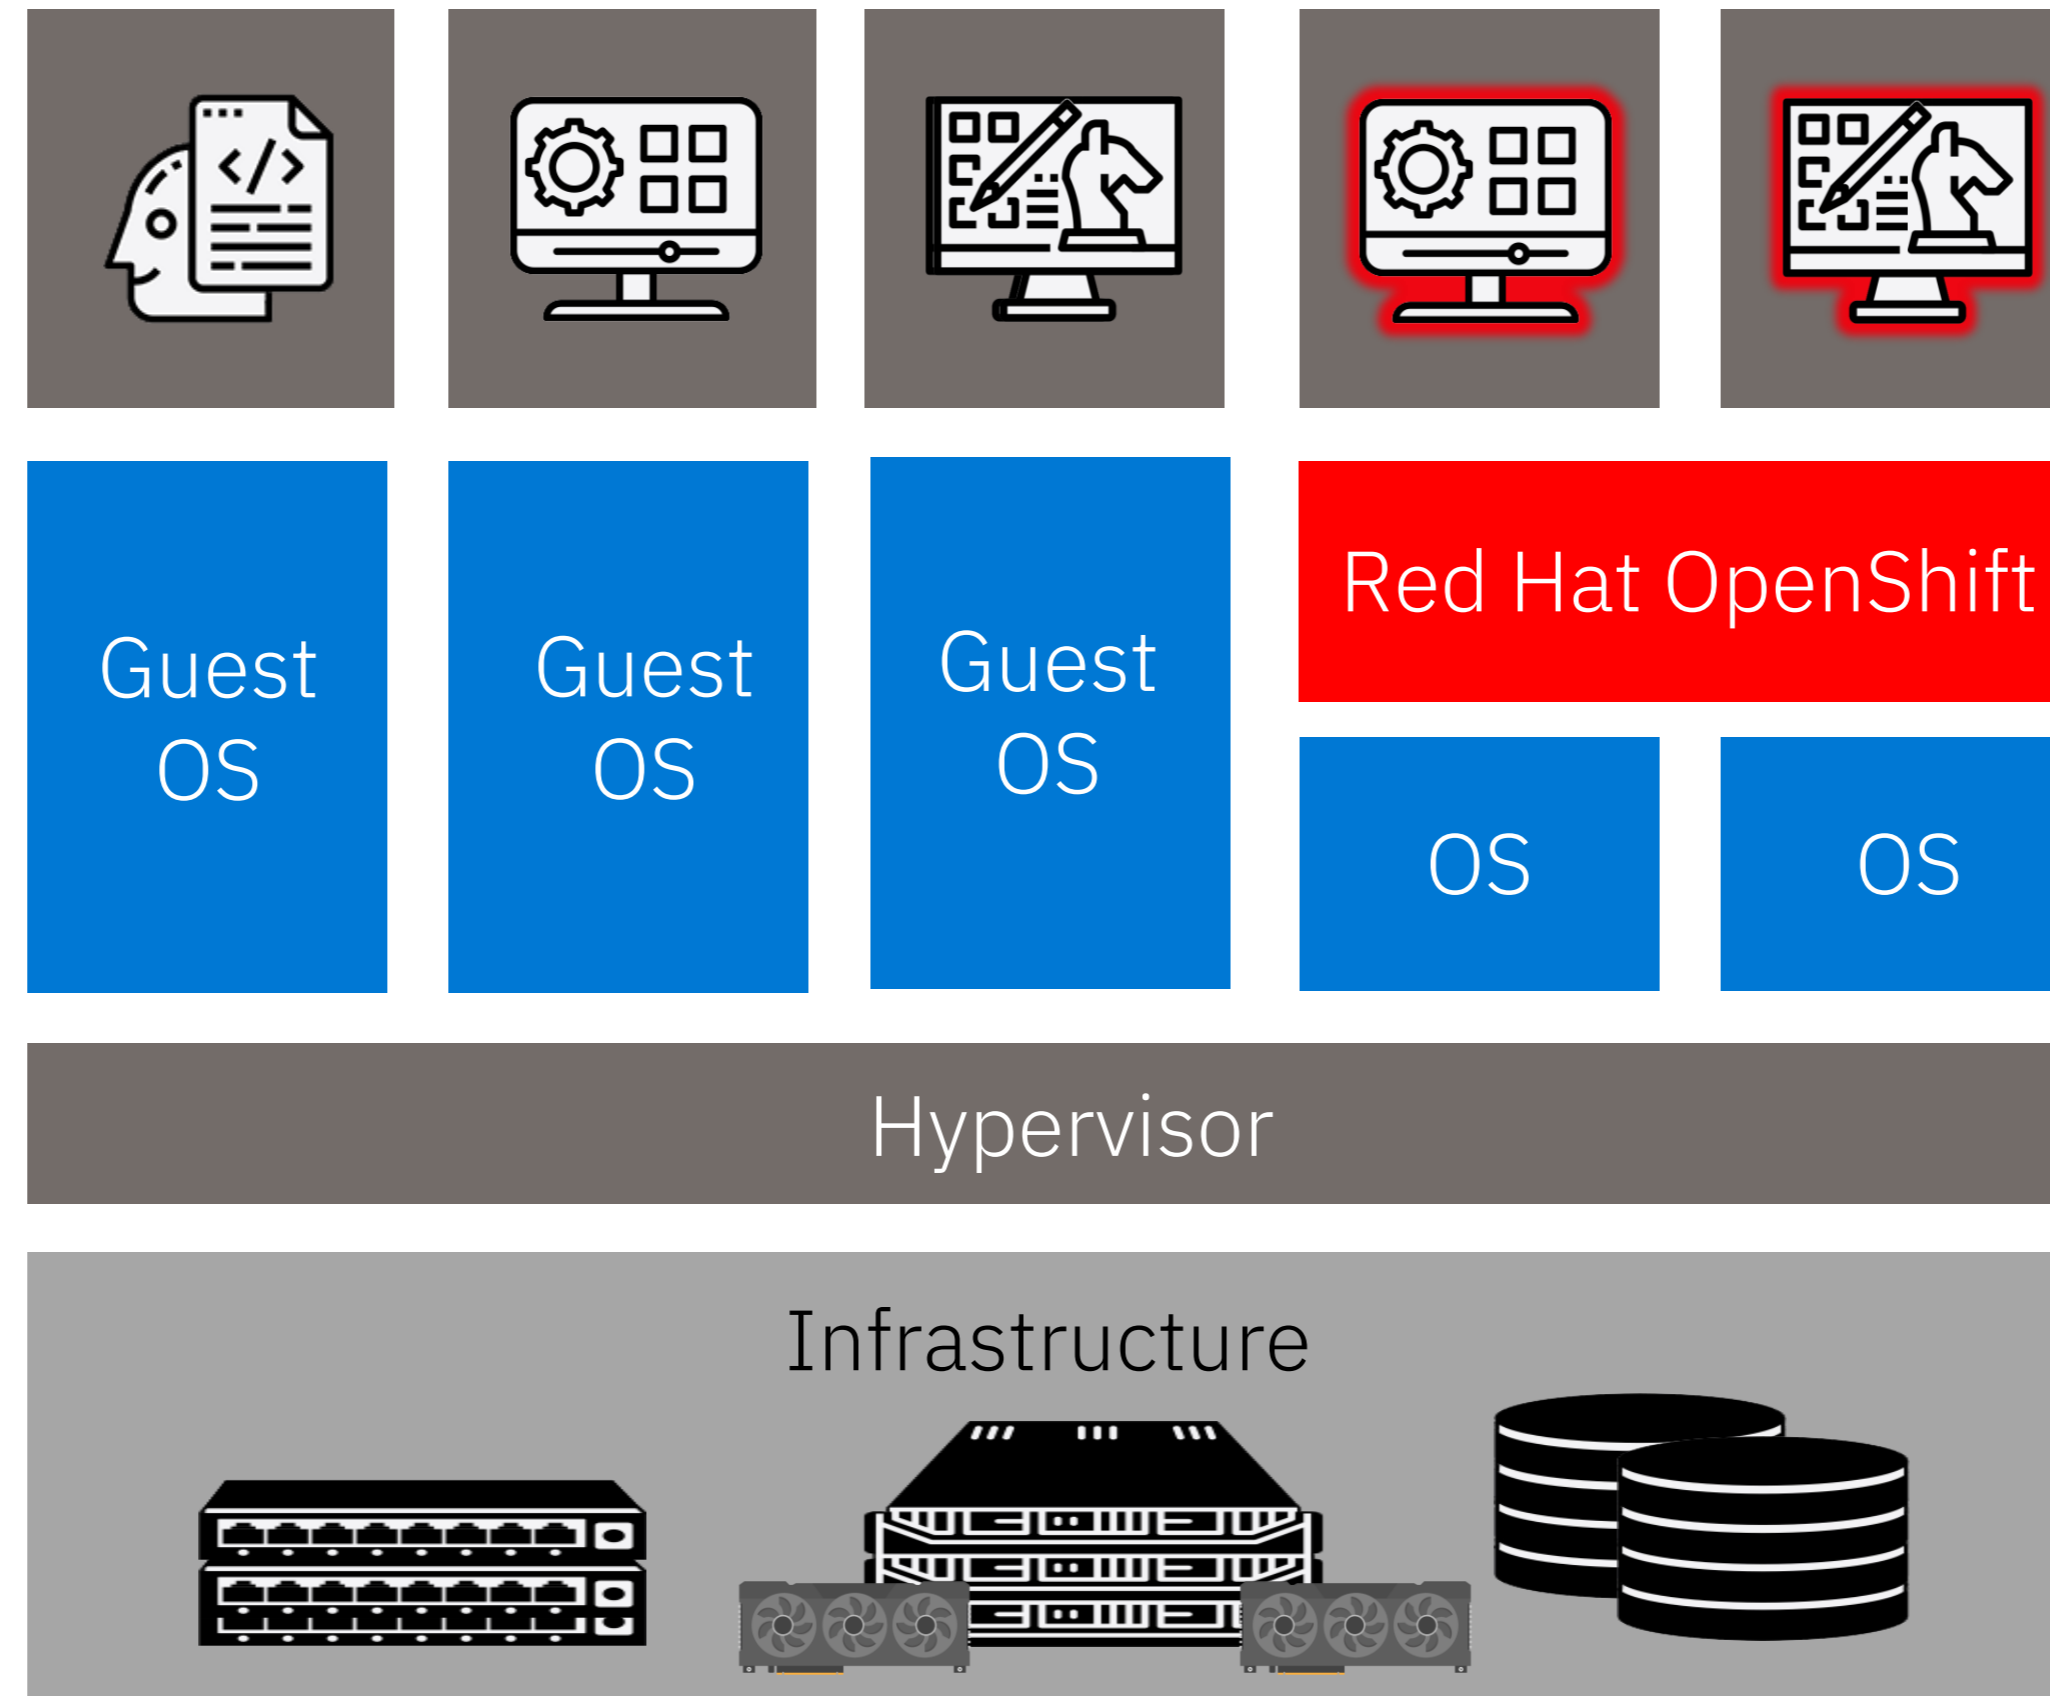 Guest
OS
Guest
OS
Guest
OS
Red Hat OpenShift
OS
OS
Hypervisor
Infrastructure